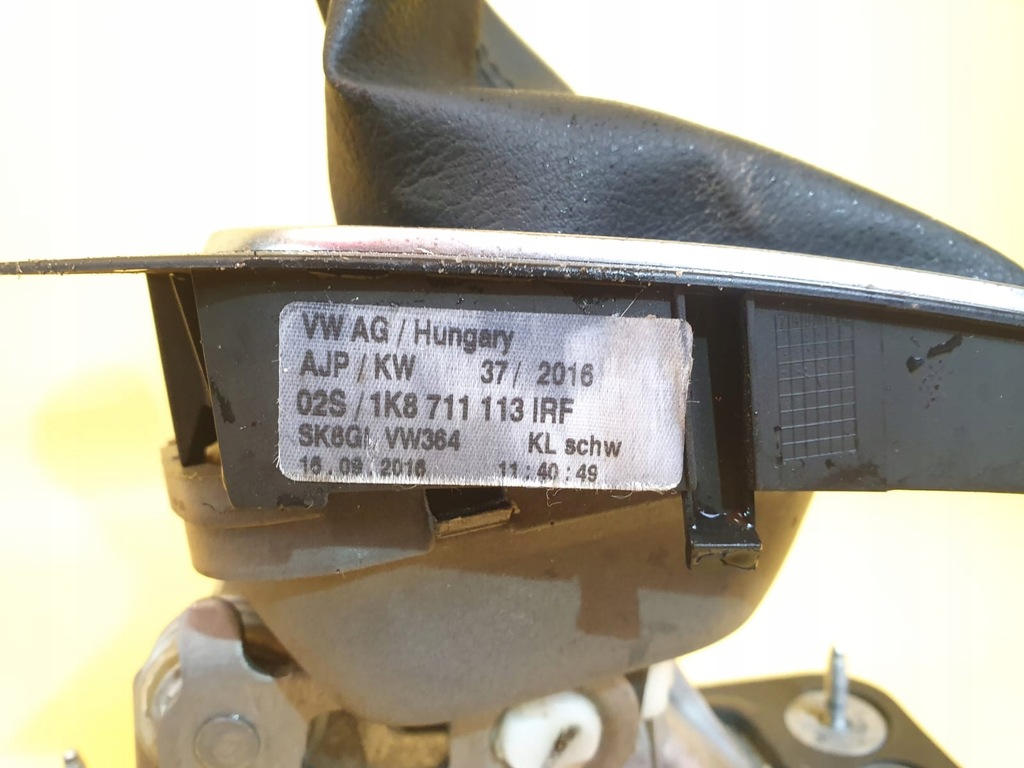 VW AG / Hungary
AJP / KW 37 / 2016
02S / 1K8 711 113 IRF
SK6GL VW364 KL schw
16 . 09 . 2016 11 : 40 : 49